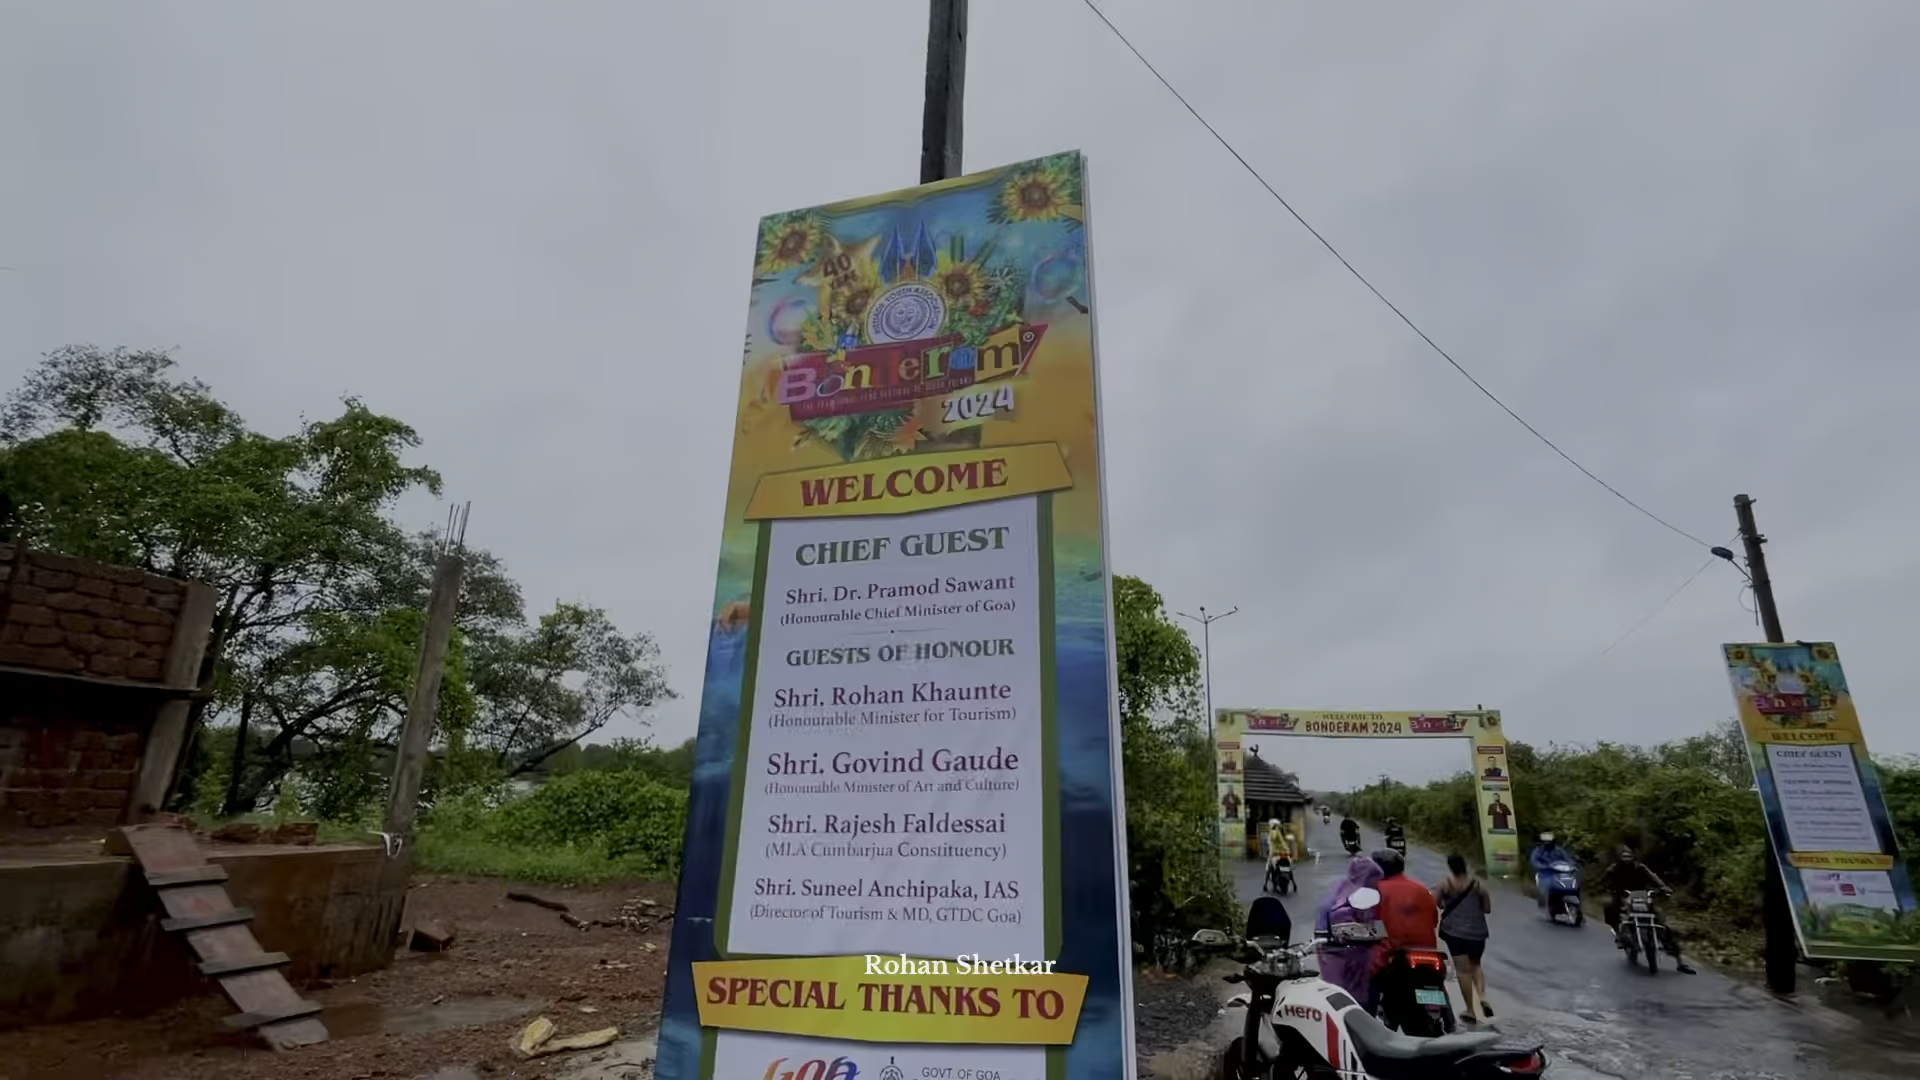 40
Bonderam
2024
WELCOME
CHIEF GUEST
Shri. Dr. Pramod Sawant
(Honourable Chief Minister of Goa)
GUESTS OF HONOUR
Shri. Rohan Khaunte
(Honourable Minister for Tourism)
Shri. Govind Gaude
(Honourable Minister of Art and Culture)
Shri. Rajesh Faldessai
(MLA Cumbarjua Constituency)
Shri. Suneel Anchipaka, IAS
(Director of Tourism & MD, GTDC Goa)
Rohan Shetkar
SPECIAL THANKS TO
Goa
GOVT OF GOA
WELCOME TO
BONDERAM 2024
Hero
Bonderam
WELCOME
CHIEF GUEST
SPECIAL THANKS TO